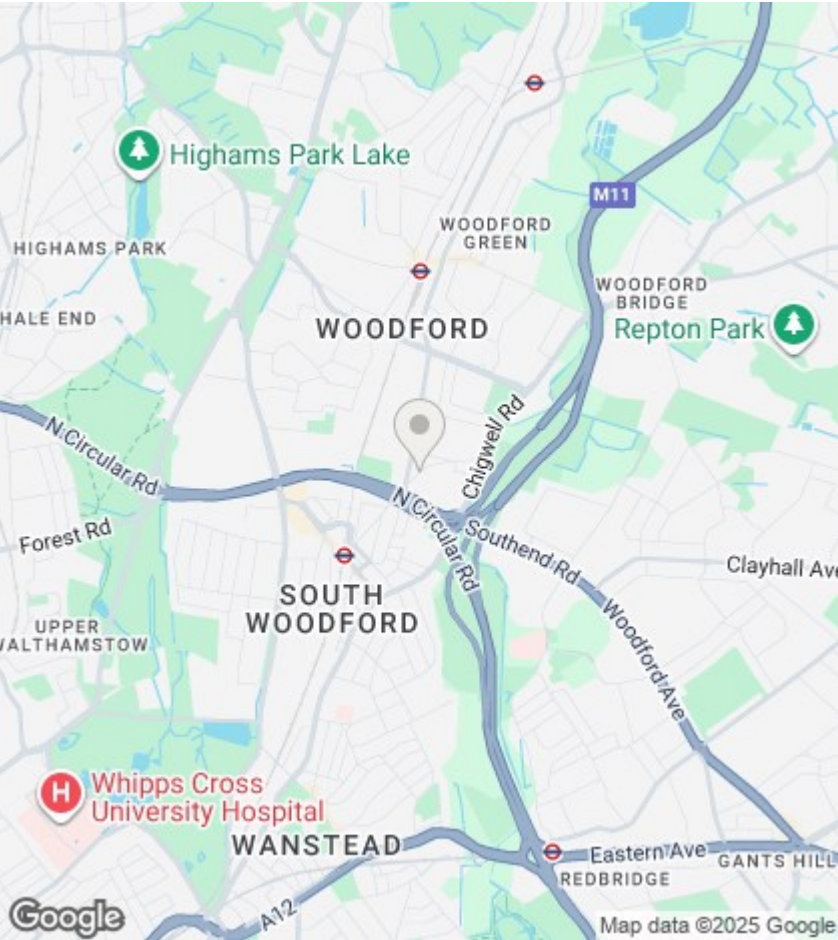 Highams Park Lake
M11
WOODFORD
GREEN
HIGHAMS PARK
WOODFORD
BRIDGE
HALE END
WOODFORD
Repton Park
Chigwell Rd
N Circular Rd
N Circular Rd
Southend Rd
Forest Rd
Clayhall Ave
SOUTH
WOODFORD
Woodford Ave
UPPER
WALTHAMSTOW
H
Whipps Cross
University Hospital
WANSTEAD
Eastern Ave
GANTS HILL
REDBRIDGE
A12
Google
Map data ©2025 Google